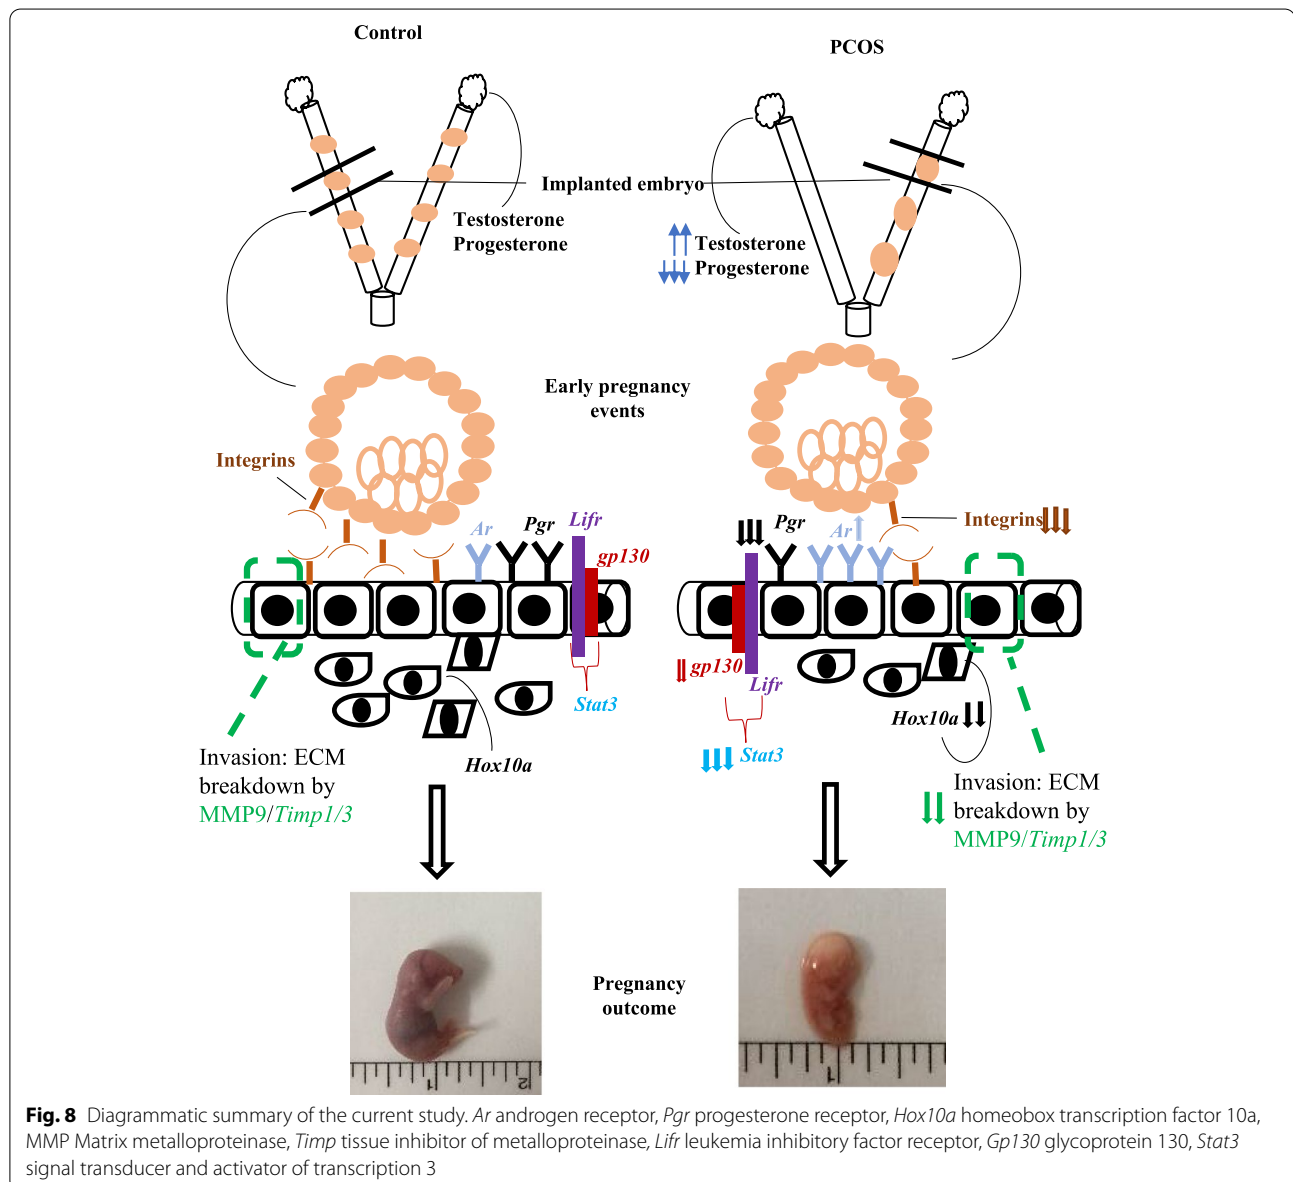 Control
PCOS
Implanted embryo
Testosterone
Progesterone
Testosterone
Progesterone
Early pregnancy
events
Integrins
Ar
Pgr
Lifr
gp130
Stat3
Hox10a
Invasion: ECM
breakdown by
MMP9/Timp1/3
Pgr
Ar
Integrins
gp130
Lifr
Stat3
Hox10a
Invasion: ECM
breakdown by
MMP9/Timp1/3
Pregnancy
outcome
1
2
1
Fig. 8 Diagrammatic summary of the current study. Ar androgen receptor, Pgr progesterone receptor, Hox10a homeobox transcription factor 10a,
MMP Matrix metalloproteinase, Timp tissue inhibitor of metalloproteinase, Lifr leukemia inhibitory factor receptor, Gp130 glycoprotein 130, Stat3
signal transducer and activator of transcription 3